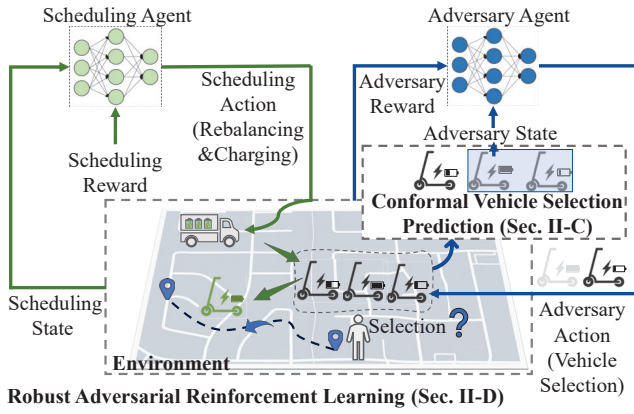 Scheduling Agent
Adversary Agent
Scheduling
Action
(Rebalancing
&Charging)
Adversary
Reward
Adversary State
Scheduling
Reward
Conformal Vehicle Selection
Prediction (Sec. II-C)
Scheduling
State
Selection
?
Environment
Adversary
Action
(Vehicle
Selection)
Robust Adversarial Reinforcement Learning (Sec. II-D)